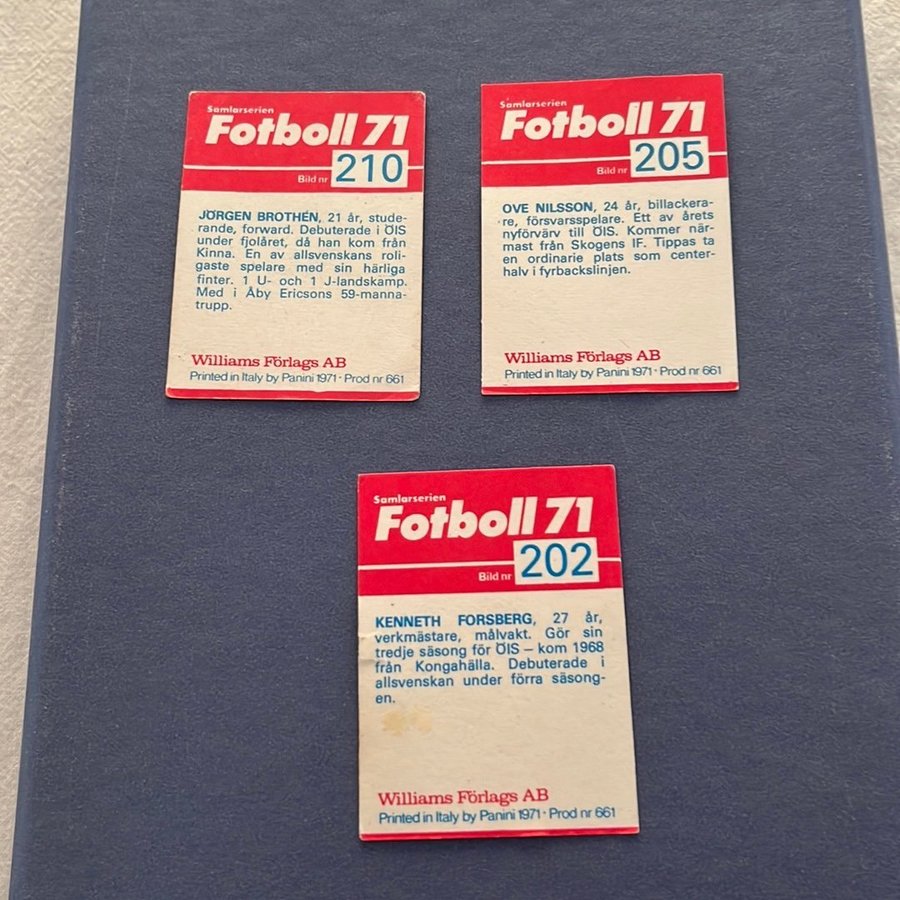 Samlarserien
Fotboll 71
Bild nr 210
JÖRGEN BROTHÉN, 21 år, stude-
rande, forward. Debuterade i ÖIS
under fjolåret, då han kom från
Kinna. En av allsvenskans roli-
gaste spelare med sin härliga
finter. 1 U- och 1 J-landskamp.
Med i Åby Ericsons 59-manna-
trupp.
Williams Förlags AB
Printed in Italy by Panini 1971 · Prod nr 661
Samlarserien
Fotboll 71
Bild nr 205
OVE NILSSON, 24 år, billackera-
re, försvarsspelare. Ett av årets
nyförvärv till ÖIS. Kommer när-
mast från Skogens IF. Tippas ta
en ordinarie plats som center-
halv i fyrbackslinjen.
Williams Förlags AB
Printed in Italy by Panini 1971 · Prod nr 661
Samlarserien
Fotboll 71
Bild nr 202
KENNETH FORSBERG, 27 år,
verkmästare, målvakt. Gör sin
tredje säsong för ÖIS – kom 1968
från Kongahälla. Debuterade i
allsvenskan under förra säsong-
en.
Williams Förlags AB
Printed in Italy by Panini 1971 · Prod nr 661